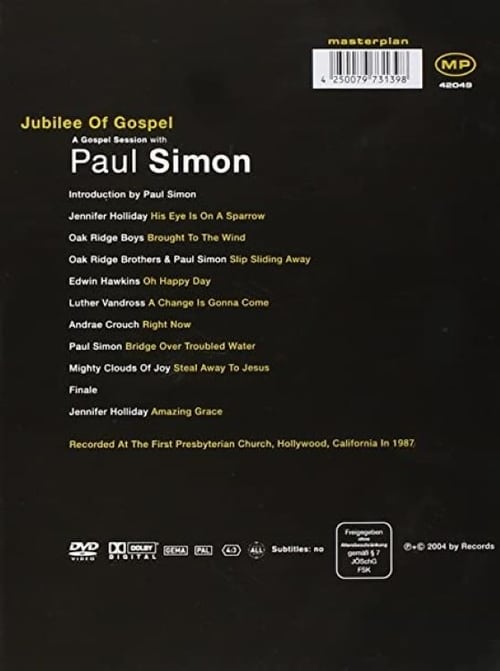 masterplan
4 250079 731398
MP
42049
Jubilee Of Gospel
A Gospel Session with
Paul Simon
Introduction by Paul Simon
Jennifer Holliday His Eye Is On A Sparrow
Oak Ridge Boys Brought To The Wind
Oak Ridge Brothers & Paul Simon Slip Sliding Away
Edwin Hawkins Oh Happy Day
Luther Vandross A Change Is Gonna Come
Andrae Crouch Right Now
Paul Simon Bridge Over Troubled Water
Mighty Clouds Of Joy Steal Away To Jesus
Finale
Jennifer Holliday Amazing Grace
Recorded At The First Presbyterian Church, Hollywood, California In 1987
DVD VIDEO
DOLBY DIGITAL
GEMA
PAL
4:3
ALL
Subtitles: no
Freigegeben
ohne
Altersbeschränkung
gemäß § 7
JÖSchG
FSK
℗+© 2004 by Records